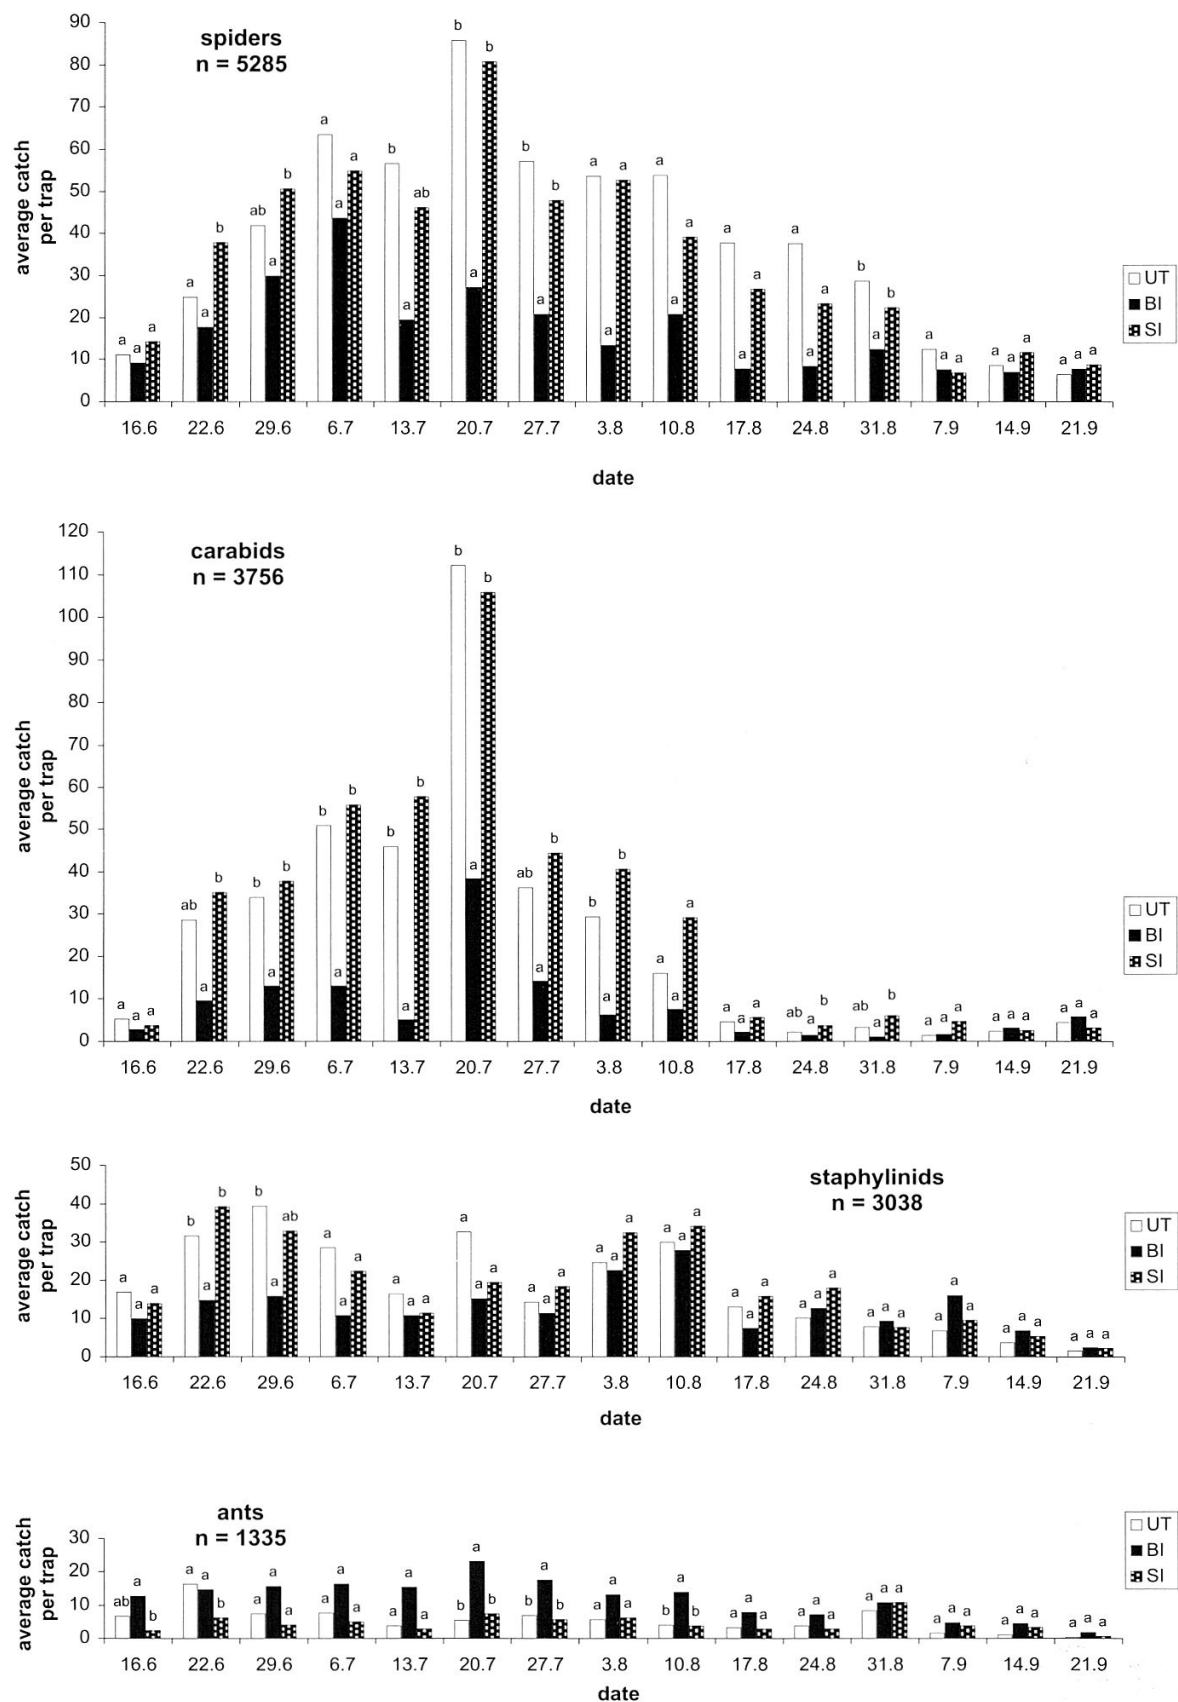 90
spiders
n = 5285
80
70
60
50
40
30
20
10
0
average catch
per trap
b b
a a b ab b b a a a a
ab b a b a a a a b b
a a a a b a a a a a a a a a a a a a a a a a a a
UT
BI
SI
16.6 22.6 29.6 6.7 13.7 20.7 27.7 3.8 10.8 17.8 24.8 31.8 7.9 14.9 21.9
date
120
carabids
n = 3756
110
100
90
80
70
60
50
40
30
20
10
0
average catch
per trap
a a a ab a b b a b b a b b a b b a b ab a b b a b a a a a a a ab a b ab a b a a a a a a a a a
UT
BI
SI
16.6 22.6 29.6 6.7 13.7 20.7 27.7 3.8 10.8 17.8 24.8 31.8 7.9 14.9 21.9
date
50
staphylinids
n = 3038
40
30
20
10
0
average catch
per trap
a a a b a b b a ab a a a a a a a a a a a a a a a a a a a a a a a a a a a a a a a a a a a a
UT
BI
SI
16.6 22.6 29.6 6.7 13.7 20.7 27.7 3.8 10.8 17.8 24.8 31.8 7.9 14.9 21.9
date
ants
n = 1335
30
20
10
0
average catch
per trap
ab a b a a b a a a a a a a a a b a b a a b a a a b a b a a a a a a a a a a a a a a a a a a
UT
BI
SI
16.6 22.6 29.6 6.7 13.7 20.7 27.7 3.8 10.8 17.8 24.8 31.8 7.9 14.9 21.9
date